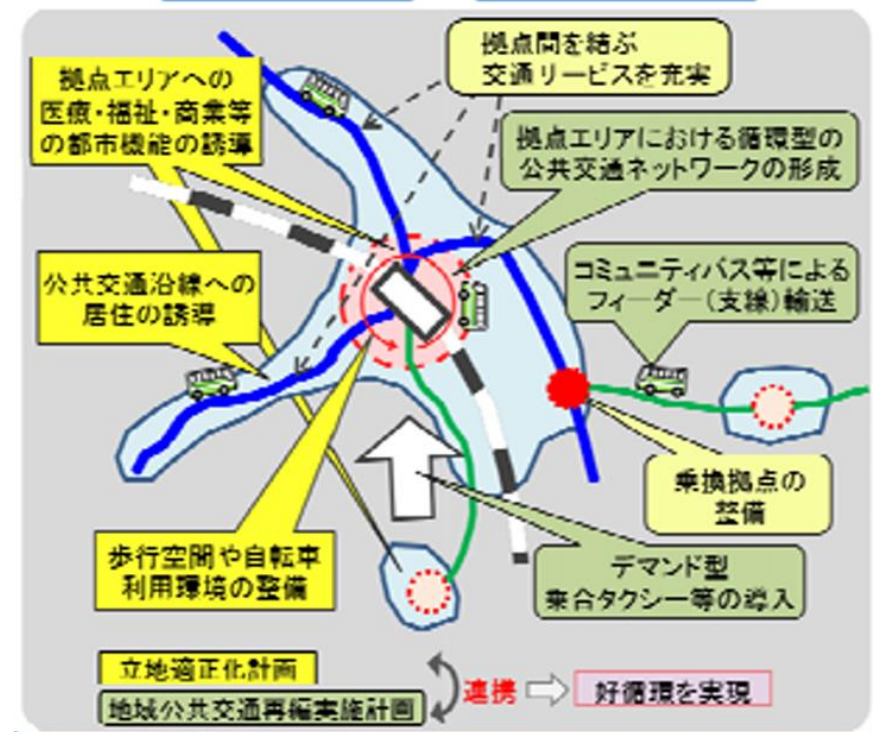 拠点エリアへの
医療・福祉・商業等
の都市機能の誘導
拠点間を結ぶ
交通サービスを充実
拠点エリアにおける循環型の
公共交通ネットワークの形成
公共交通沿線への
居住の誘導
コミュニティバス等による
フィーダー(支線)輸送
乗換拠点の
整備
歩行空間や自転車
利用環境の整備
デマンド型
乗合タクシー等の導入
立地適正化計画
地域公共交通再編実施計画
連携
好循環を実現